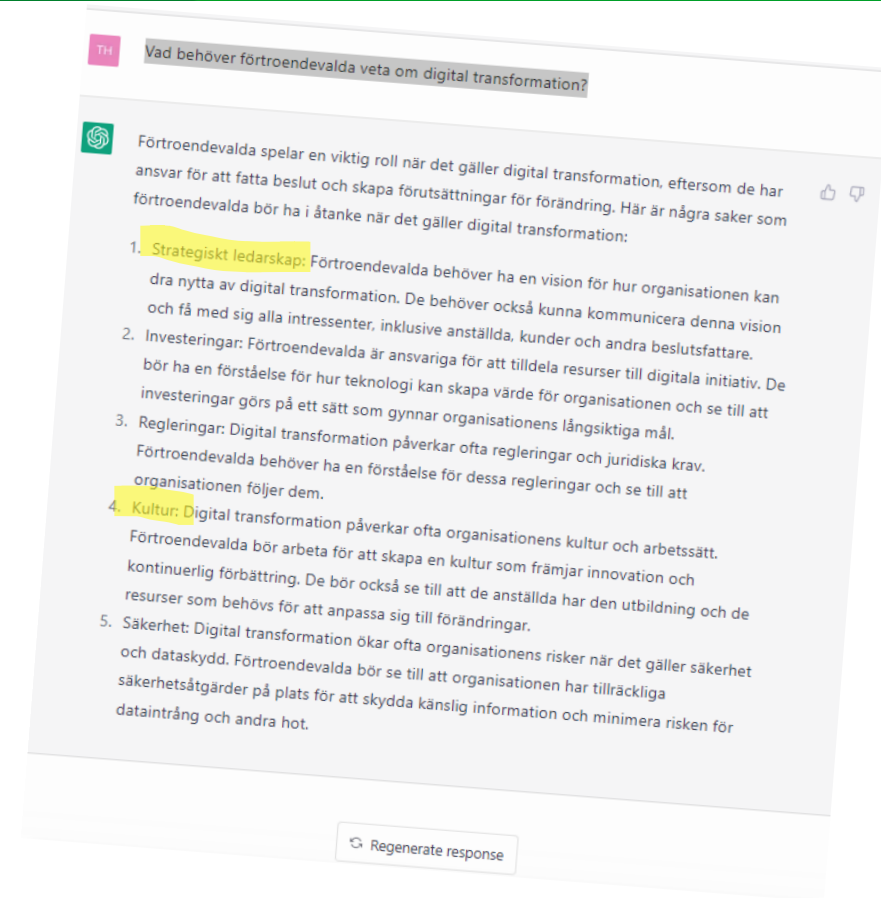 TH
Vad behöver förtroendevalda veta om digital transformation?
Förtroendevalda spelar en viktig roll när det gäller digital transformation, eftersom de har
ansvar för att fatta beslut och skapa förutsättningar för förändring. Här är några saker som
förtroendevalda bör ha i åtanke när det gäller digital transformation:
1. Strategiskt ledarskap: Förtroendevalda behöver ha en vision för hur organisationen kan
dra nytta av digital transformation. De behöver också kunna kommunicera denna vision
och få med sig alla intressenter, inklusive anställda, kunder och andra beslutsfattare.
2. Investeringar: Förtroendevalda är ansvariga för att tilldela resurser till digitala initiativ. De
bör ha en förståelse för hur teknologi kan skapa värde för organisationen och se till att
investeringar görs på ett sätt som gynnar organisationens långsiktiga mål.
3. Regleringar: Digital transformation påverkar ofta regleringar och juridiska krav.
Förtroendevalda behöver ha en förståelse för dessa regleringar och se till att
organisationen följer dem.
4. Kultur: Digital transformation påverkar ofta organisationens kultur och arbetssätt.
Förtroendevalda bör arbeta för att skapa en kultur som främjar innovation och
kontinuerlig förbättring. De bör också se till att de anställda har den utbildning och de
resurser som behövs för att anpassa sig till förändringar.
5. Säkerhet: Digital transformation ökar ofta organisationens risker när det gäller säkerhet
och dataskydd. Förtroendevalda bör se till att organisationen har tillräckliga
säkerhetsåtgärder på plats för att skydda känslig information och minimera risken för
dataintrång och andra hot.
Regenerate response